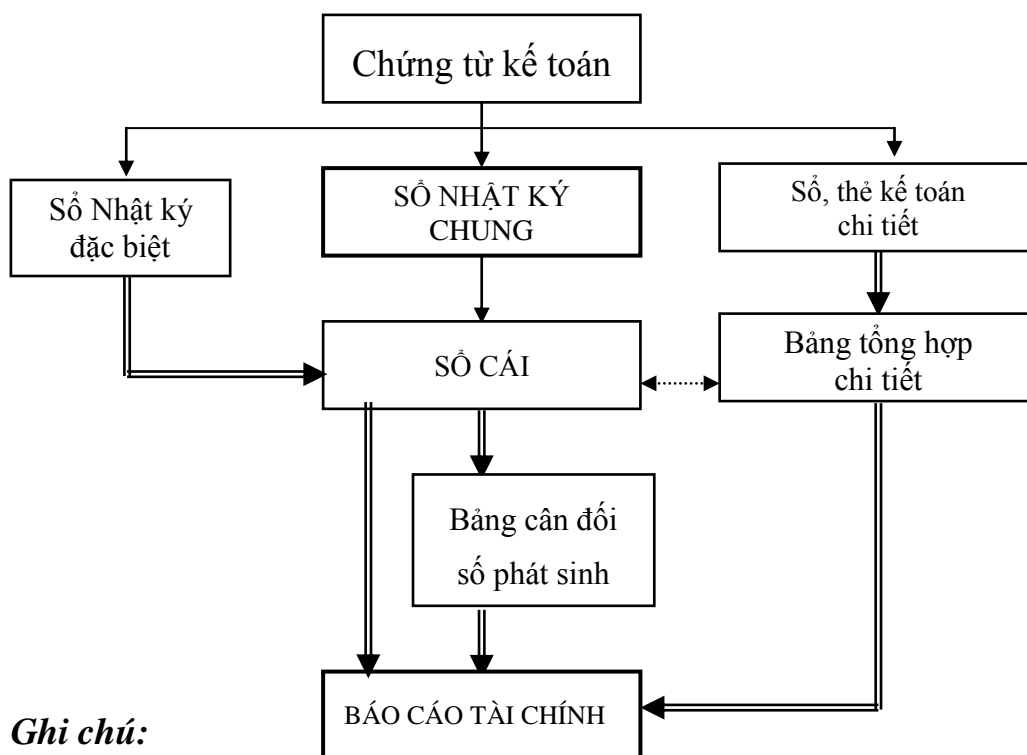 Chứng từ kế toán
Sổ Nhật ký
đặc biệt
SỔ NHẬT KÝ
CHUNG
Sổ, thẻ kế toán
chi tiết
SỔ CÁI
Bảng tổng hợp
chi tiết
Bảng cân đối
số phát sinh
BÁO CÁO TÀI CHÍNH
Ghi chú: